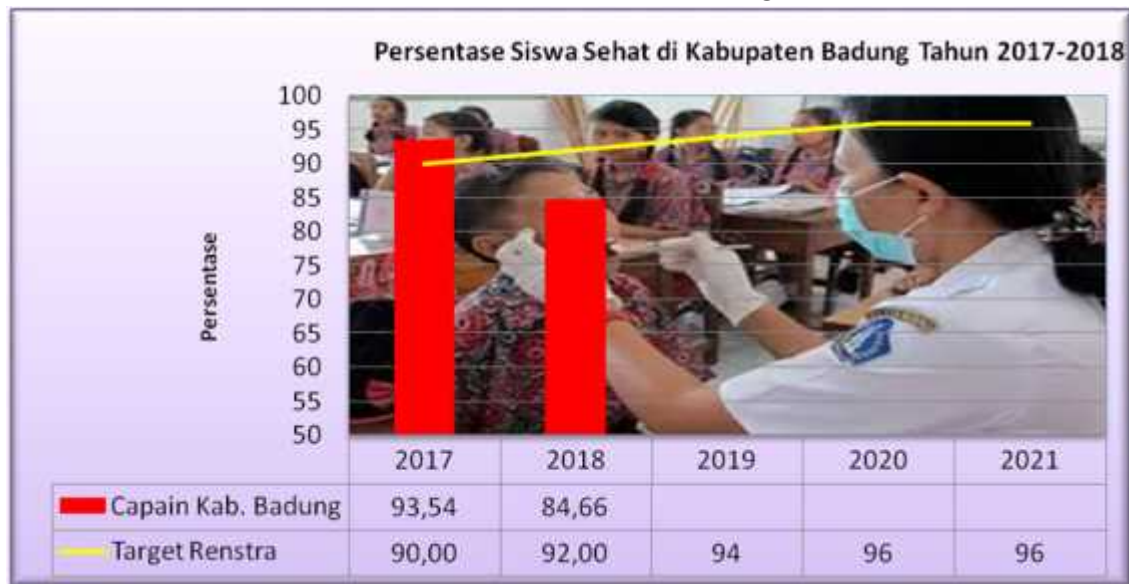 Persentase Siswa Sehat di Kabupaten Badung Tahun 2017-2018
Persentase
100
95
90
85
80
75
70
65
60
55
50
2017 2018 2019 2020 2021
Capain Kab. Badung 93,54 84,66
Target Renstra 90,00 92,00 94 96 96